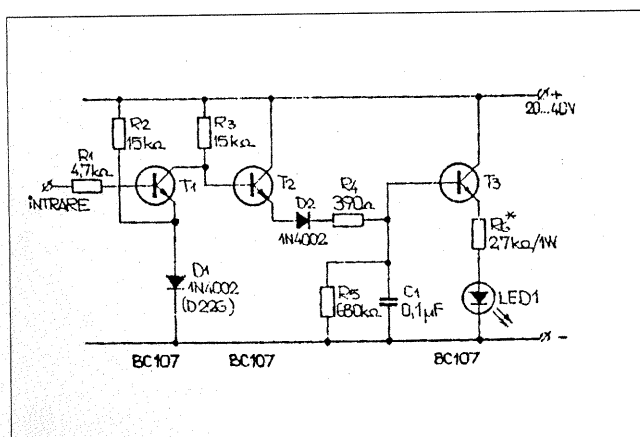 +
20...40V
R2
15kΩ
R3
15kΩ
R1
4,7kΩ
T1
T2
T3
INTRARE
D2
1N4002
R4
390Ω
R6*
2,7kΩ/1W
D1
1N4002
(D226)
R5
680kΩ
C1
0,1µF
LED1
-
BC107
BC107
BC107